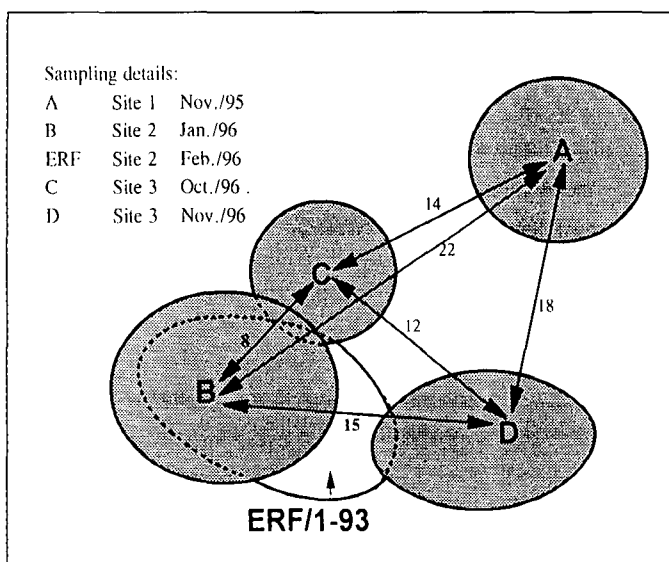 Sampling details:
A Site 1 Nov./95
B Site 2 Jan./96
ERF Site 2 Feb./96
C Site 3 Oct./96 .
D Site 3 Nov./96
A
14
22
C
18
12
8
B
15
D
ERF/1-93